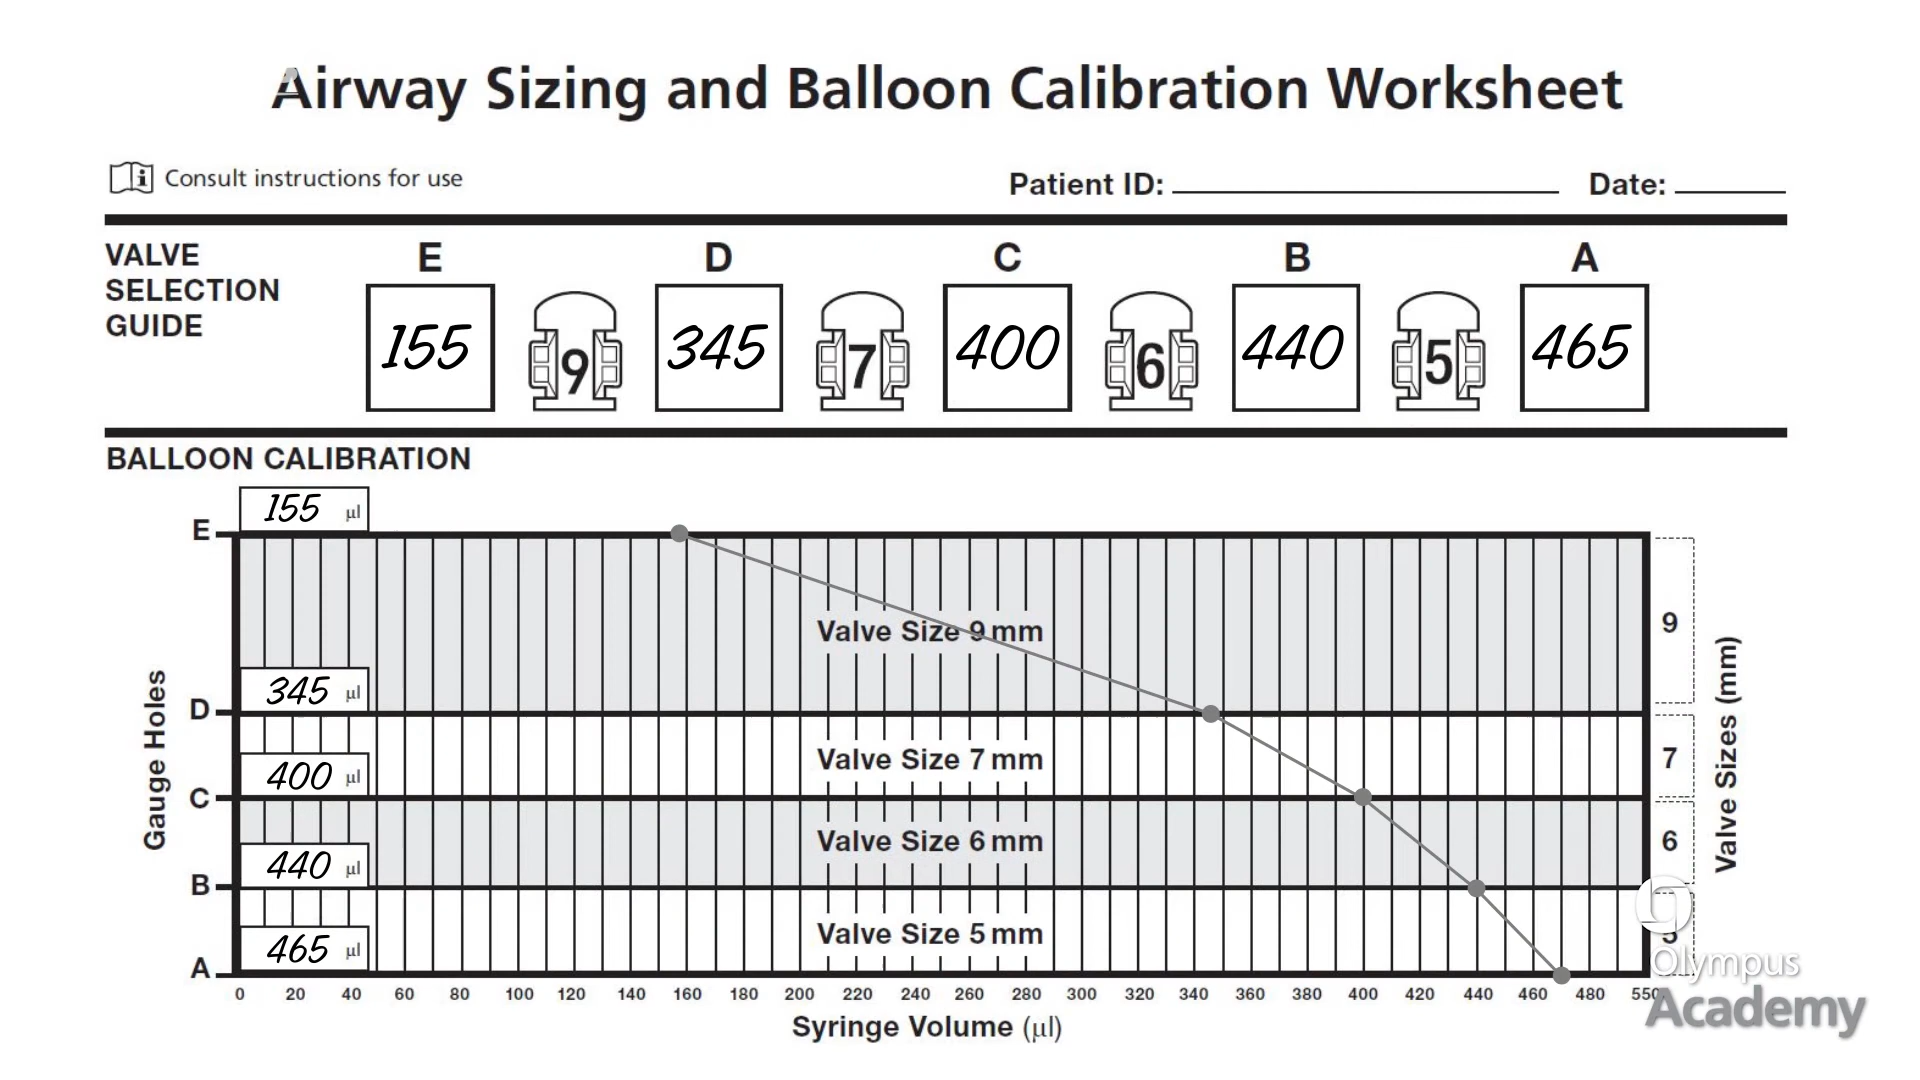 Airway Sizing and Balloon Calibration Worksheet
Consult instructions for use
Patient ID: Date:
VALVE
SELECTION
GUIDE
E D C B A
155 9 345 7 400 6 440 5 465
BALLOON CALIBRATION
155 µl
E
Valve Size 9 mm
9
345 µl
D
Valve Size 7 mm
7
400 µl
C
Valve Size 6 mm
6
440 µl
B
Valve Size 5 mm
5
465 µl
A
Gauge Holes
Valve Sizes (mm)
0 20 40 60 80 100 120 140 160 180 200 220 240 260 280 300 320 340 360 380 400 420 440 460 480 550
Syringe Volume (µl)
Olympus
Academy